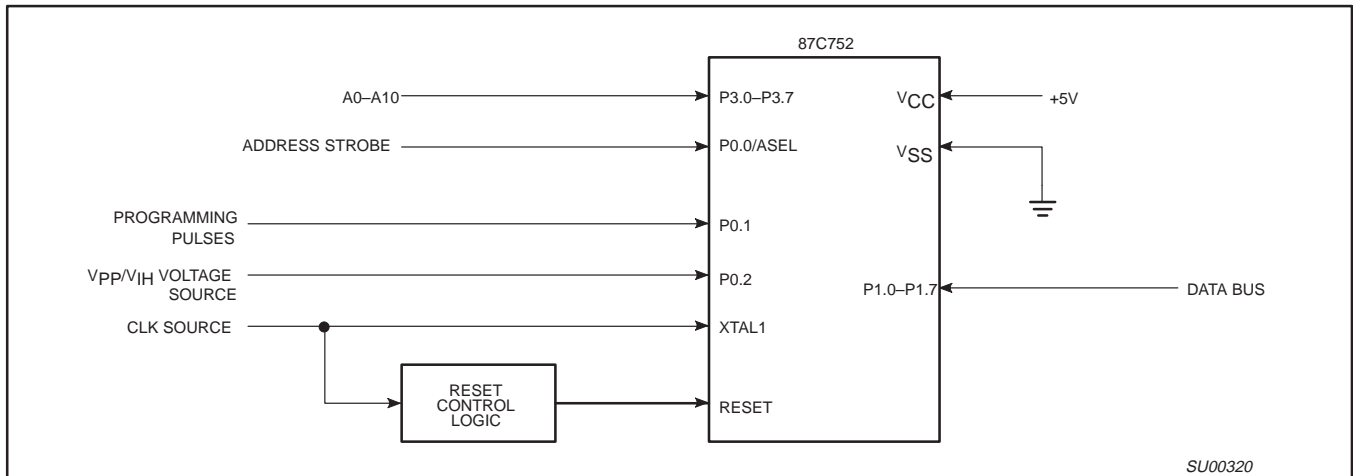 87C752
A0–A10
P3.0–P3.7
VCC
+5V
ADDRESS STROBE
P0.0/ASEL
VSS
PROGRAMMING
PULSES
P0.1
VPP/VIH VOLTAGE
SOURCE
P0.2
P1.0–P1.7
DATA BUS
CLK SOURCE
XTAL1
RESET
CONTROL
LOGIC
RESET
SU00320